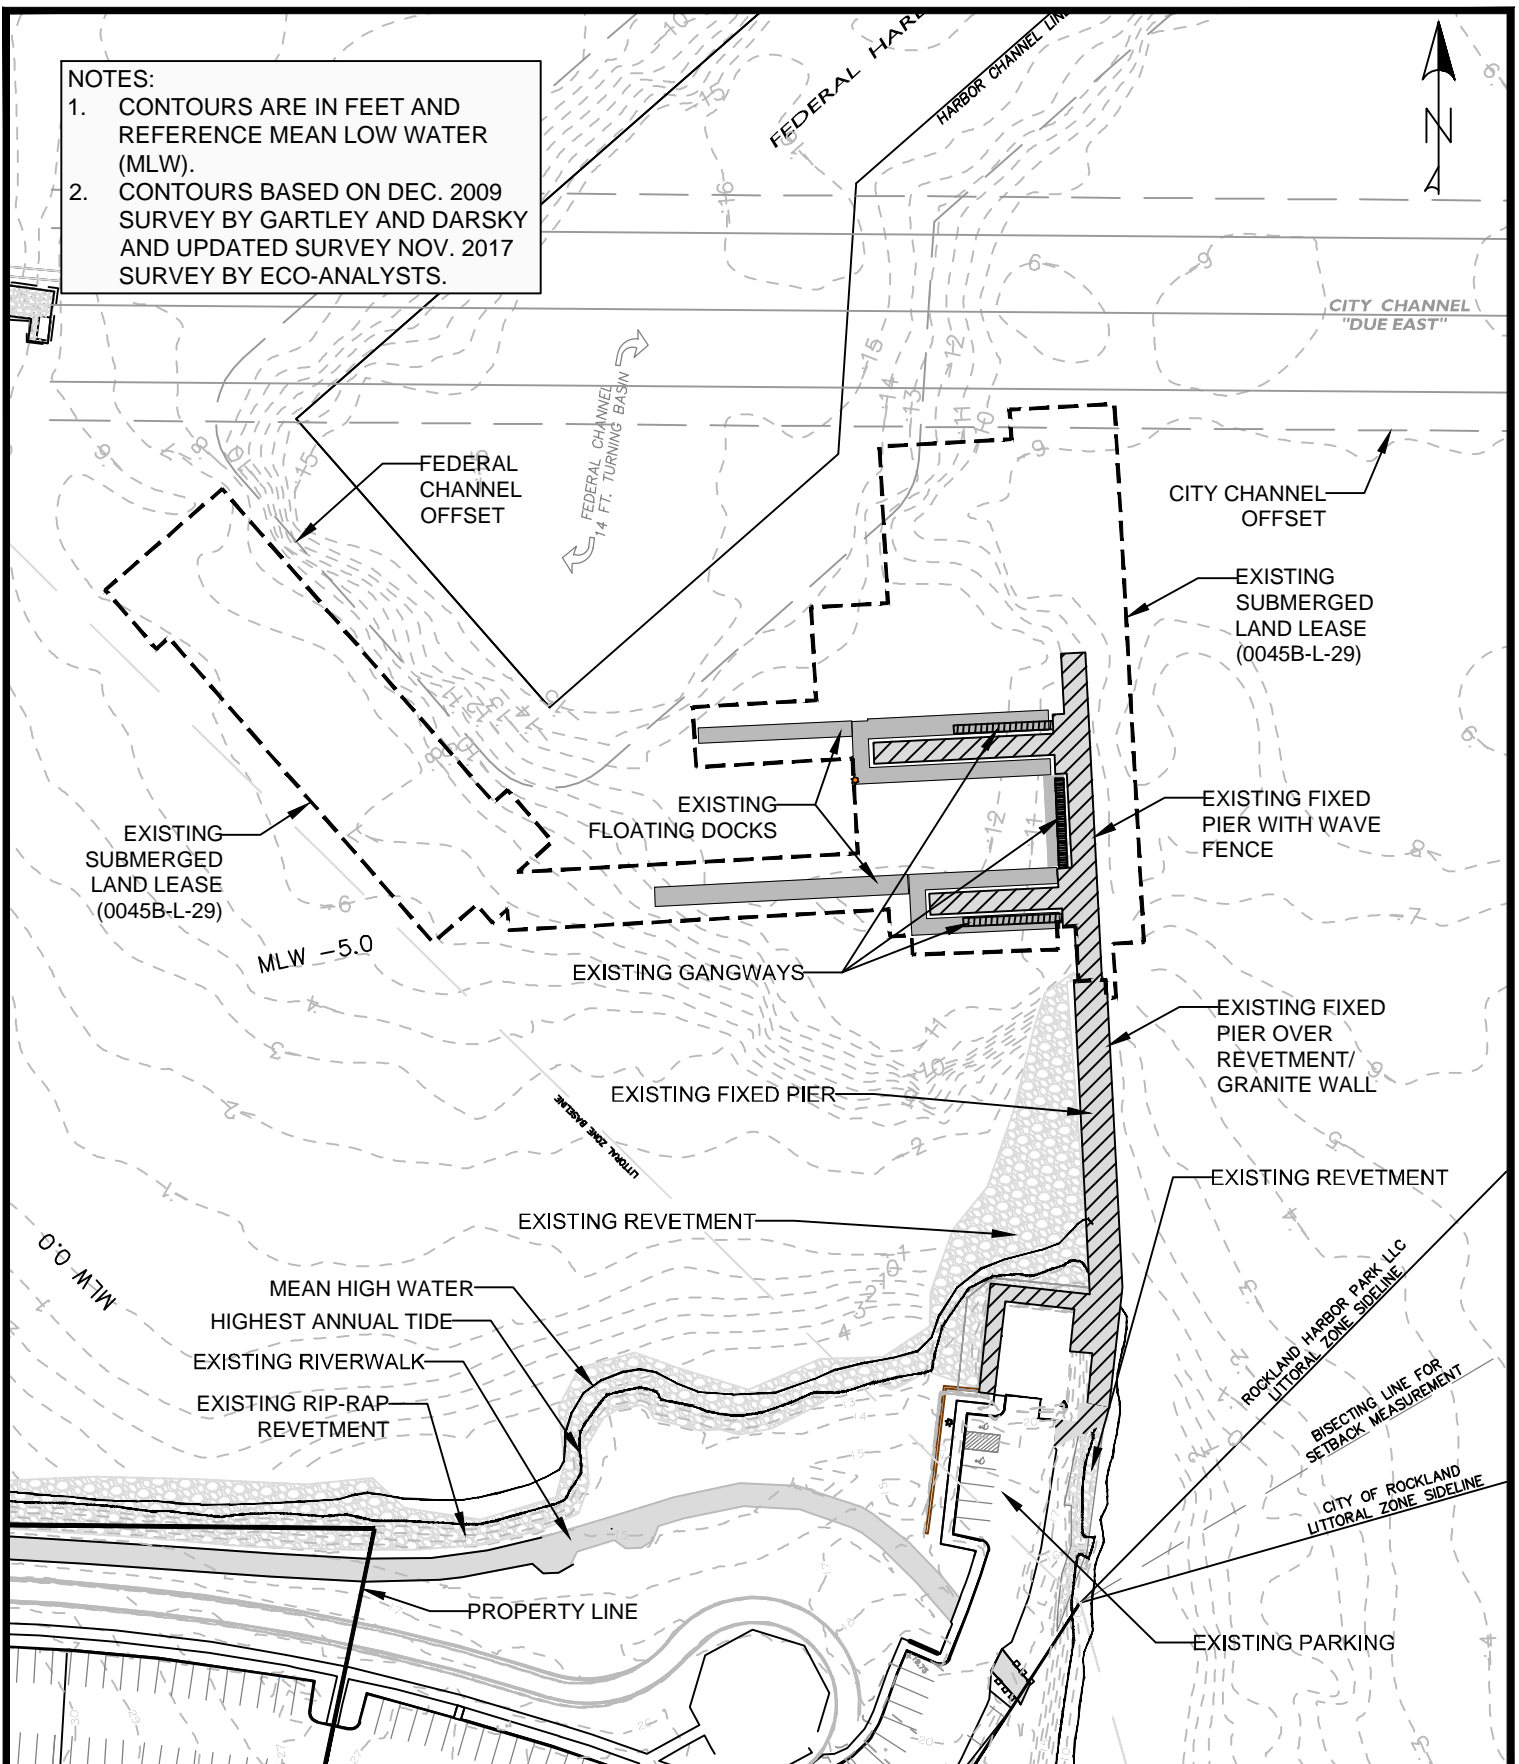 NOTES:
1. CONTOURS ARE IN FEET AND
REFERENCE MEAN LOW WATER
(MLW).
2. CONTOURS BASED ON DEC. 2009
SURVEY BY GARTLEY AND DARSKY
AND UPDATED SURVEY NOV. 2017
SURVEY BY ECO-ANALYSTS.
FEDERAL
HARBOR CHANNEL
N
CITY CHANNEL
"DUE EAST"
FEDERAL CHANNEL
14 FT. TURNING BASIN
FEDERAL
CHANNEL
OFFSET
CITY CHANNEL
OFFSET
EXISTING
SUBMERGED
LAND LEASE
(0045B-L-29)
EXISTING
FLOATING DOCKS
EXISTING FIXED
PIER WITH WAVE
FENCE
EXISTING
SUBMERGED
LAND LEASE
(0045B-L-29)
MLW -5.0
EXISTING GANGWAYS
EXISTING FIXED
PIER OVER
REVETMENT/
GRANITE WALL
EXISTING FIXED PIER
LITTORAL ZONE BASELINE
EXISTING REVETMENT
EXISTING REVETMENT
MLW 0.0
MEAN HIGH WATER
HIGHEST ANNUAL TIDE
EXISTING RIVERWALK
EXISTING RIP-RAP
REVETMENT
ROCKLAND HARBOR PARK LLC
LITTORAL ZONE SIDELINE
BISECTING LINE FOR
SETBACK MEASUREMENT
CITY OF ROCKLAND
LITTORAL ZONE SIDELINE
PROPERTY LINE
EXISTING PARKING